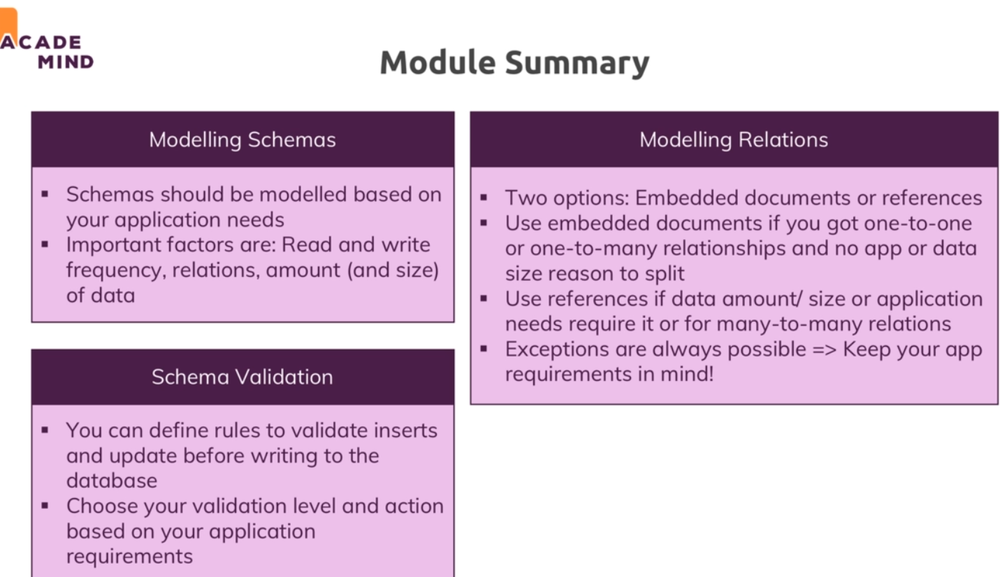 ACADE
MIND
Module Summary
Modelling Schemas
▪ Schemas should be modelled based on
your application needs
▪ Important factors are: Read and write
frequency, relations, amount (and size)
of data
Schema Validation
▪ You can define rules to validate inserts
and update before writing to the
database
▪ Choose your validation level and action
based on your application
requirements
Modelling Relations
▪ Two options: Embedded documents or references
▪ Use embedded documents if you got one-to-one
or one-to-many relationships and no app or data
size reason to split
▪ Use references if data amount/ size or application
needs require it or for many-to-many relations
▪ Exceptions are always possible => Keep your app
requirements in mind!